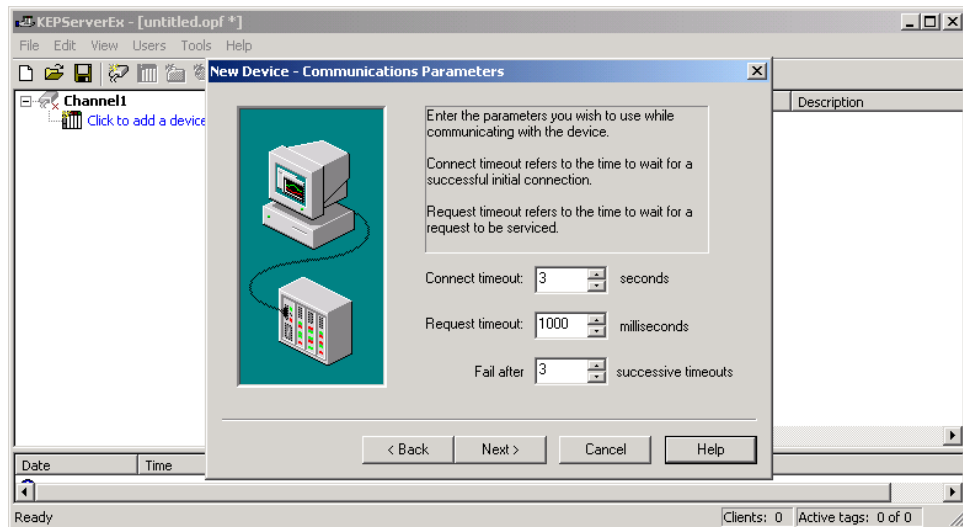 KEPServerEx - [untitled.opf *]
File Edit View Users Tools Help
New Device - Communications Parameters
Channel1
Click to add a device
Description
Enter the parameters you wish to use while
communicating with the device.
Connect timeout refers to the time to wait for a
successful initial connection.
Request timeout refers to the time to wait for a
request to be serviced.
Connect timeout: 3 seconds
Request timeout: 1000 milliseconds
Fail after 3 successive timeouts
< Back Next > Cancel Help
Date Time
Ready Clients: 0 Active tags: 0 of 0